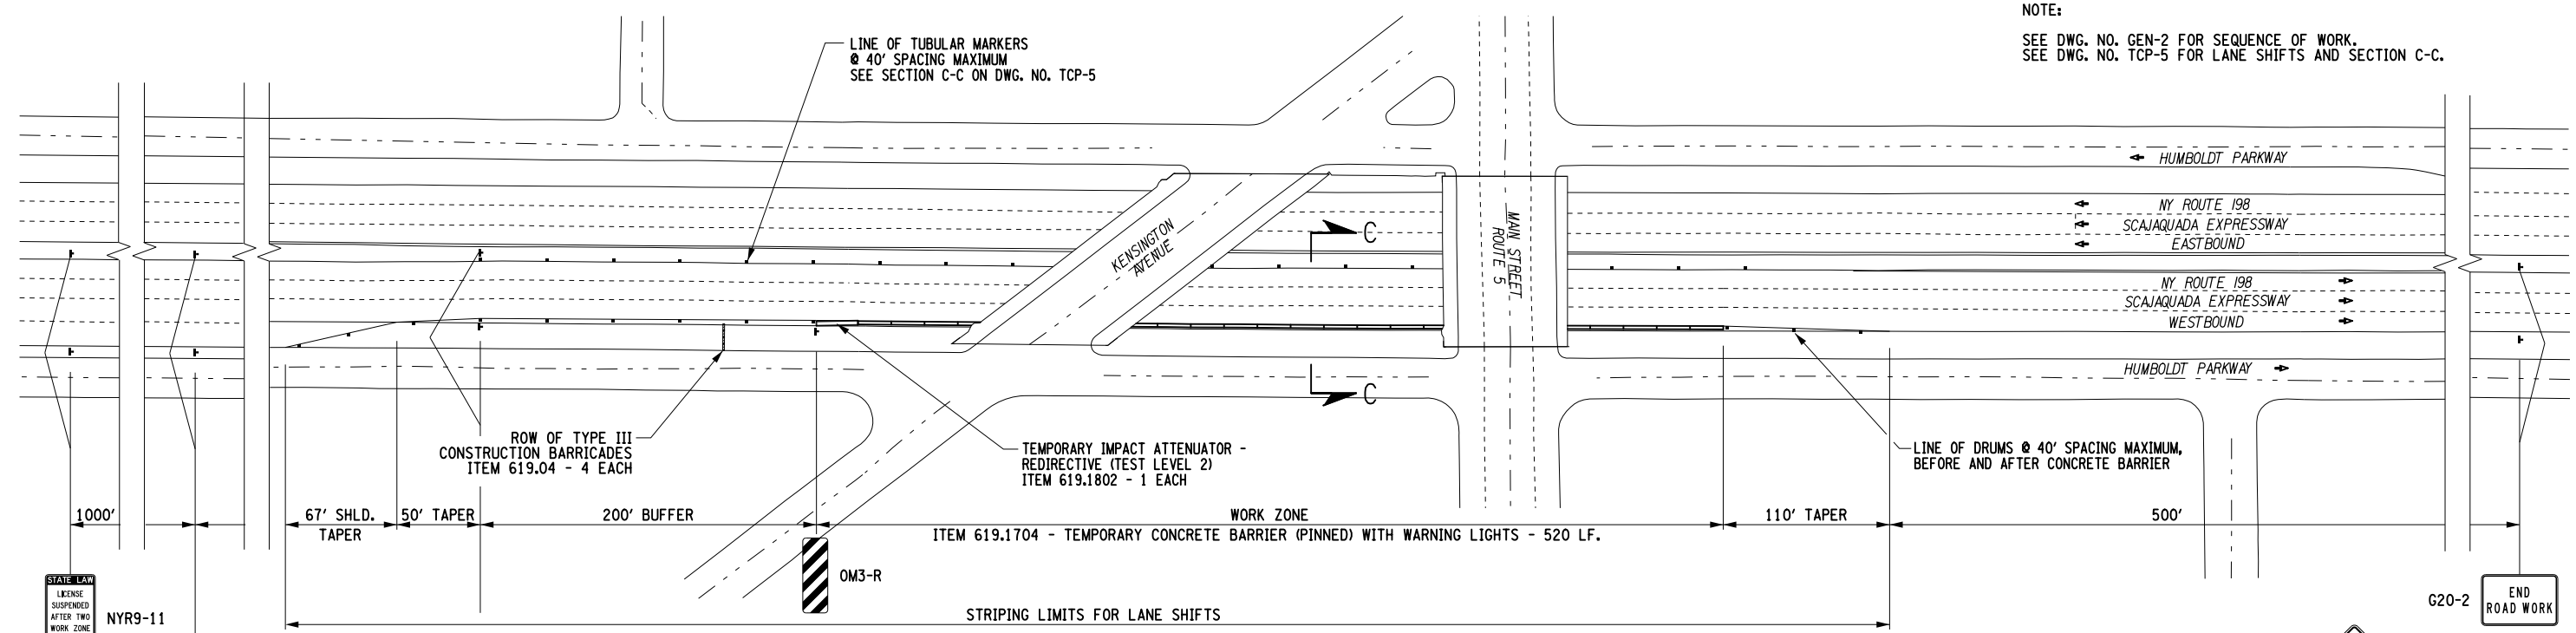 NOTE:
SEE DWG. NO. GEN-2 FOR SEQUENCE OF WORK.
SEE DWG. NO. TCP-5 FOR LANE SHIFTS AND SECTION C-C.
LINE OF TUBULAR MARKERS
@ 40' SPACING MAXIMUM
SEE SECTION C-C ON DWG. NO. TCP-5
HUMBOLDT PARKWAY
NY ROUTE 198
SCAJAQUADA EXPRESSWAY
EASTBOUND
KENSINGTON
AVENUE
C
MAIN STREET
ROUTE 5
NY ROUTE 198
SCAJAQUADA EXPRESSWAY
WESTBOUND
HUMBOLDT PARKWAY
C
ROW OF TYPE III
CONSTRUCTION BARRICADES
ITEM 619.04 - 4 EACH
TEMPORARY IMPACT ATTENUATOR -
REDIRECTIVE (TEST LEVEL 2)
ITEM 619.1802 - 1 EACH
LINE OF DRUMS @ 40' SPACING MAXIMUM,
BEFORE AND AFTER CONCRETE BARRIER
1000'
67' SHLD.
TAPER
50' TAPER
200' BUFFER
WORK ZONE
ITEM 619.1704 - TEMPORARY CONCRETE BARRIER (PINNED) WITH WARNING LIGHTS - 520 LF.
110' TAPER
500'
OM3-R
STATE LAW
LICENSE
SUSPENDED
AFTER TWO
WORK ZONE
NYR9-11
STRIPING LIMITS FOR LANE SHIFTS
G20-2
END
ROAD WORK